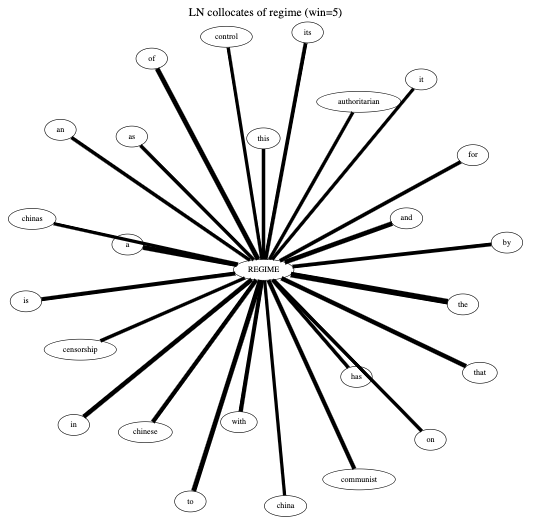 LN collocates of regime (win=5)
its
control
of
it
authoritarian
an
as
this
for
chinas
a
and
by
REGIME
is
the
censorship
has
that
in
chinese
with
on
communist
to
china